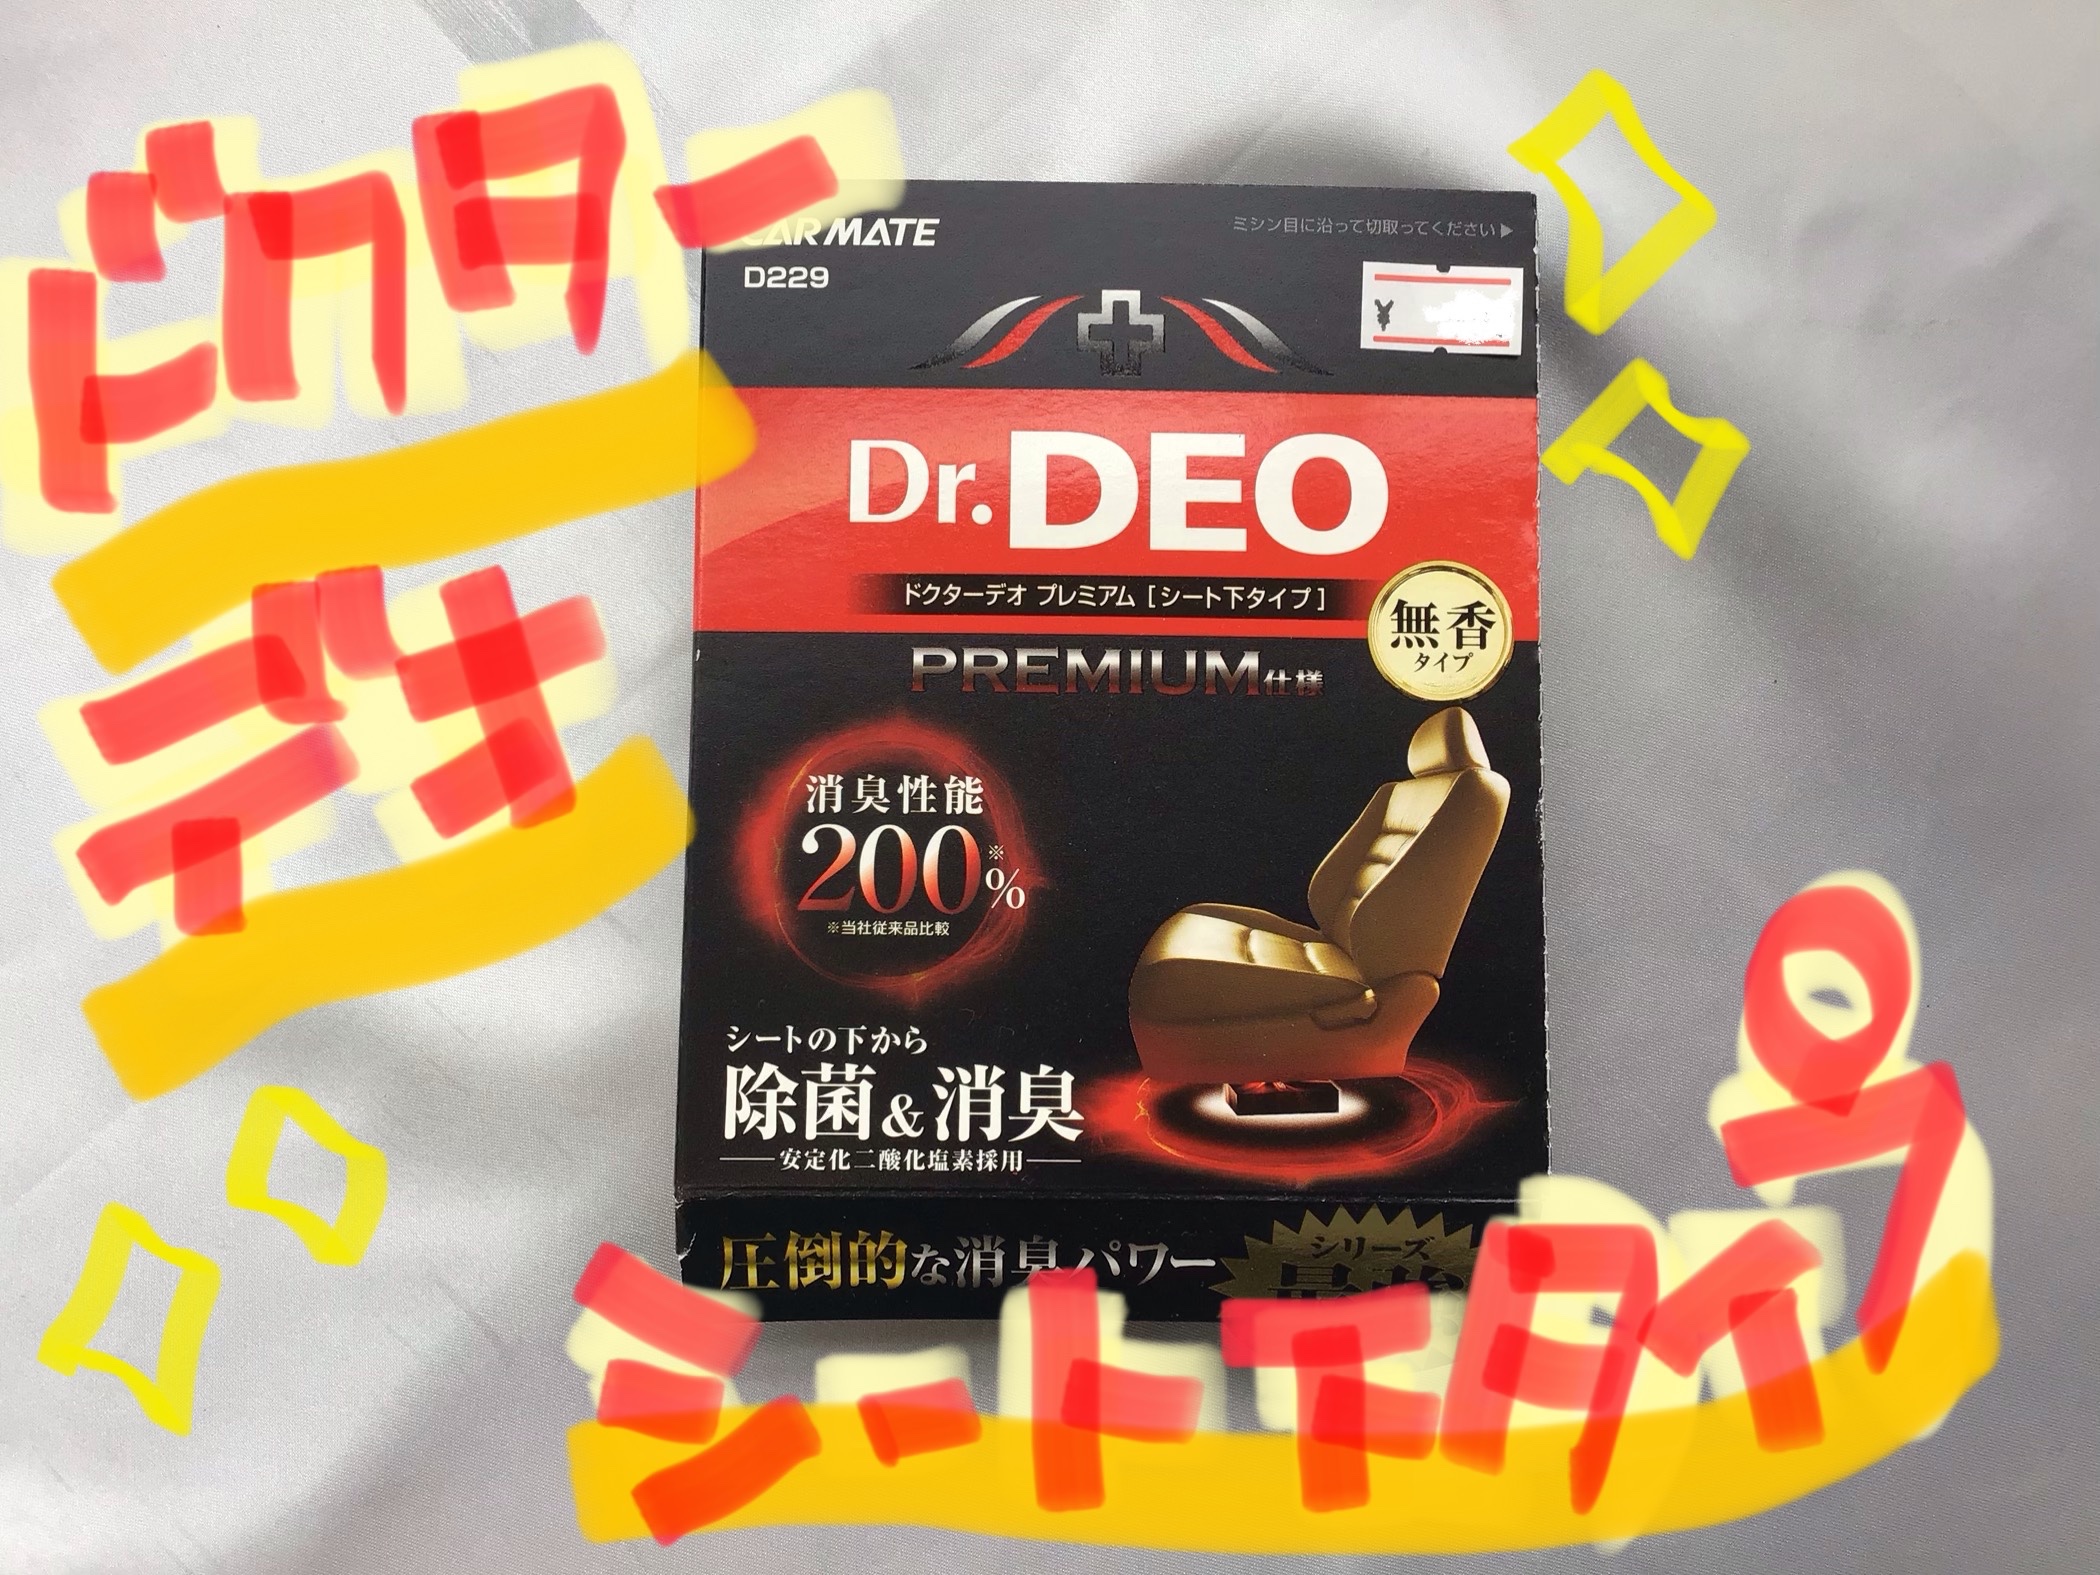 ドクター
デオ
CARMATE
D229
ミシン目に沿って切取ってください▶
¥
Dr.DEO
ドクターデオ プレミアム [シート下タイプ]
無香
タイプ
PREMIUM仕様
消臭性能
200※%
※当社従来品比較
シートの下から
除菌&消臭
安定化二酸化塩素採用
圧倒的な消臭パワー
シリーズ
最強
シート下タイプ